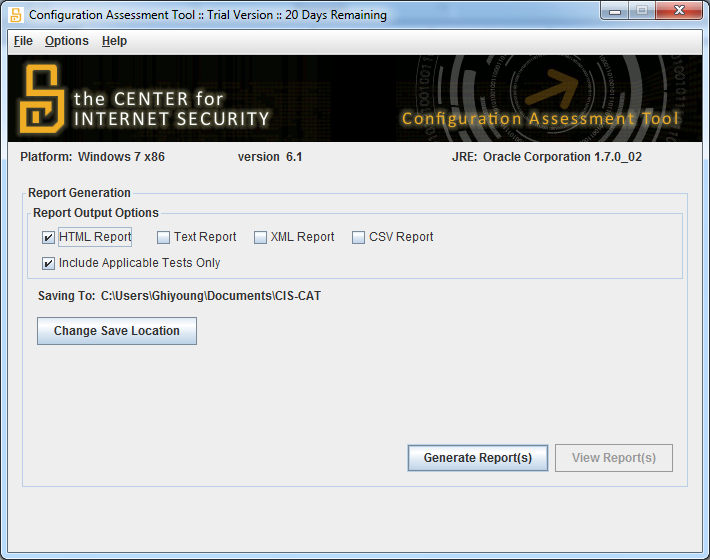 Configuration Assessment Tool :: Trial Version :: 20 Days Remaining
File Options Help
the CENTER for
INTERNET SECURITY
Configuration Assessment Tool
Platform: Windows 7 x86 version 6.1 JRE: Oracle Corporation 1.7.0_02
Report Generation
Report Output Options
HTML Report Text Report XML Report CSV Report
Include Applicable Tests Only
Saving To: C:\Users\Ghiyoung\Documents\CIS-CAT
Change Save Location
Generate Report(s) View Report(s)